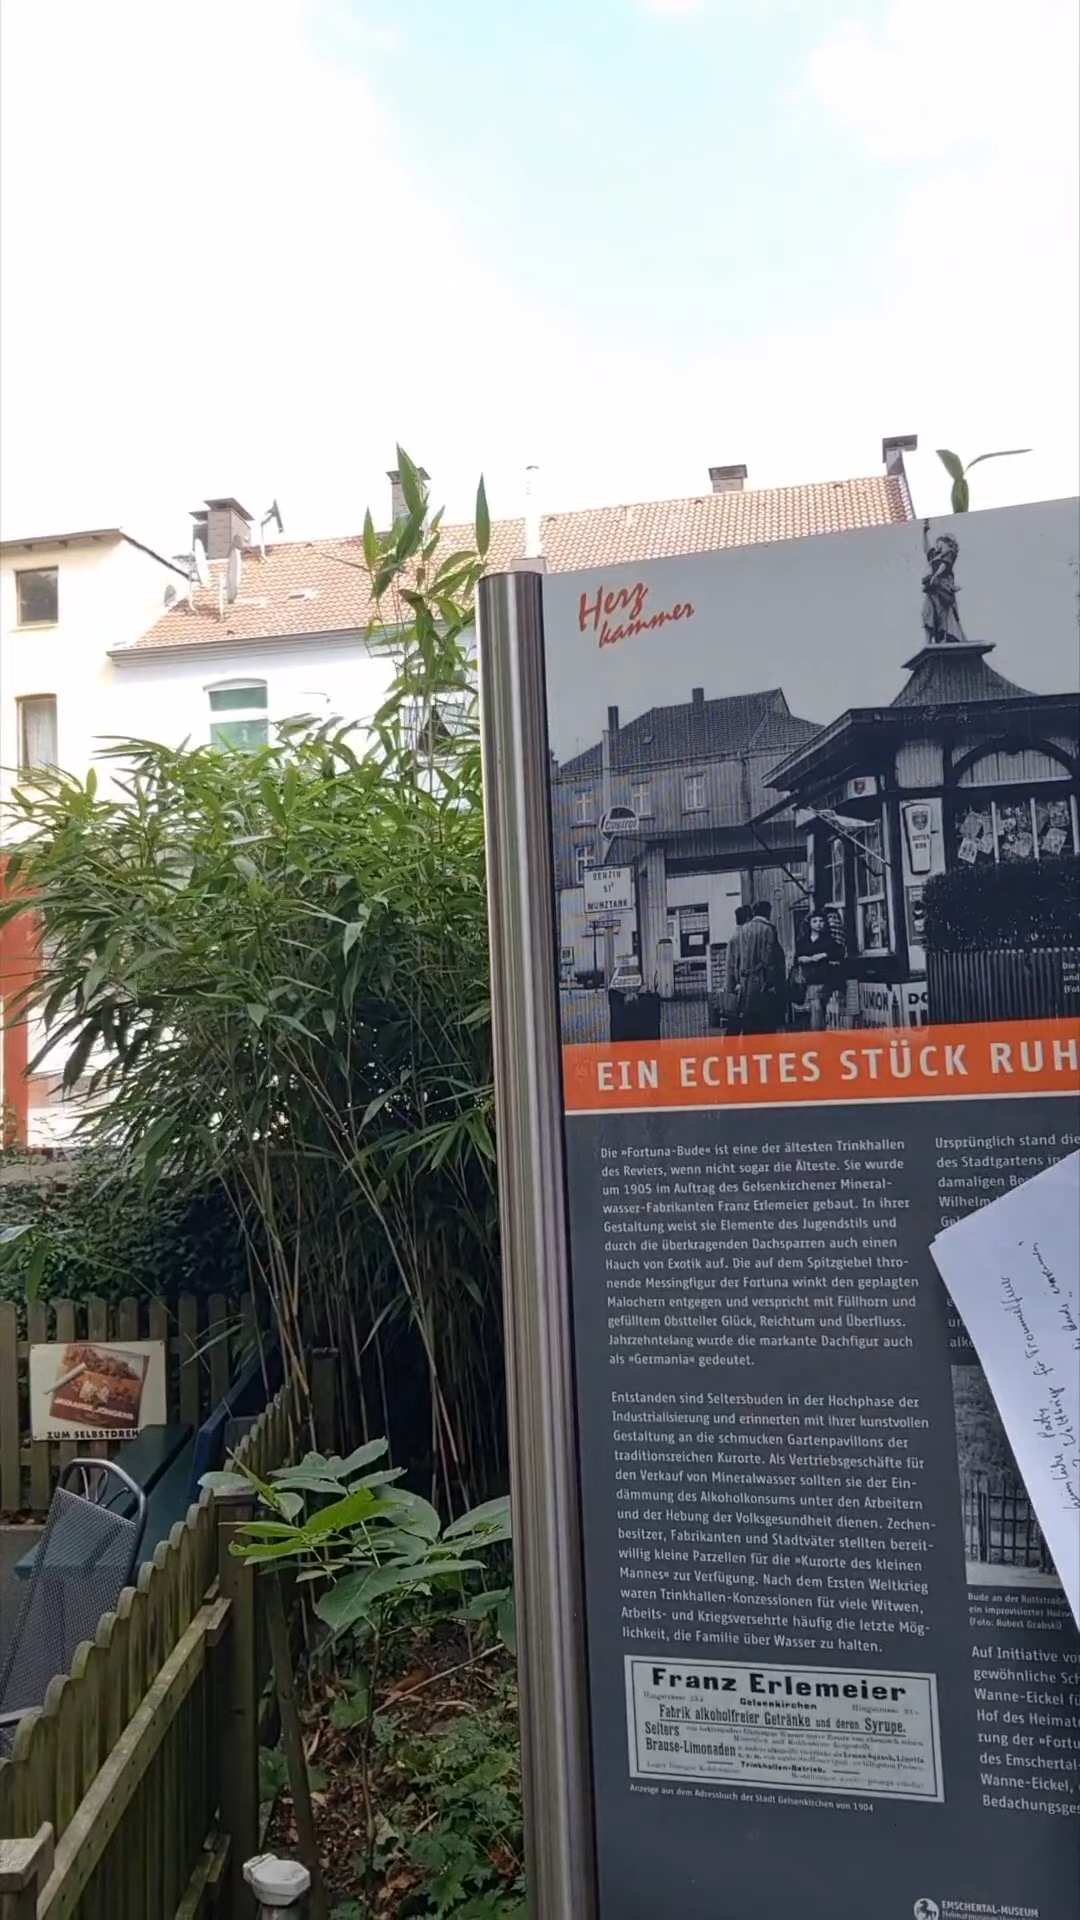 Herz
kammer
Castrol
BENZIN
MÜNZTANK
Castrol
UNION
EIN ECHTES STÜCK RUH
Die »Fortuna-Bude« ist eine der ältesten Trinkhallen
des Reviers, wenn nicht sogar die Älteste. Sie wurde
um 1905 im Auftrag des Gelsenkirchener Mineral-
wasser-Fabrikanten Franz Erlemeier gebaut. In ihrer
Gestaltung weist sie Elemente des Jugendstils und
durch die überkragenden Dachsparren auch einen
Hauch von Exotik auf. Die auf dem Spitzgiebel thro-
nende Messingfigur der Fortuna winkt den geplagten
Malochern entgegen und verspricht mit Füllhorn und
gefülltem Obstteller Glück, Reichtum und Überfluss.
Jahrzehntelang wurde die markante Dachfigur auch
als »Germania« gedeutet.
Entstanden sind Seltersbuden in der Hochphase der
Industrialisierung und erinnerten mit ihrer kunstvollen
Gestaltung an die schmucken Gartenpavillons der
traditionsreichen Kurorte. Als Vertriebsgeschäfte für
den Verkauf von Mineralwasser sollten sie der Ein-
dämmung des Alkoholkonsums unter den Arbeitern
und der Hebung der Volksgesundheit dienen. Zechen-
besitzer, Fabrikanten und Stadtväter stellten bereit-
willig kleine Parzellen für die »Kurorte des kleinen
Mannes« zur Verfügung. Nach dem Ersten Weltkrieg
waren Trinkhallen-Konzessionen für viele Witwen,
Arbeits- und Kriegsversehrte häufig die letzte Mög-
lichkeit, die Familie über Wasser zu halten.
Franz Erlemeier
Gelsenkirchen
Fabrik alkoholfreier Getränke und deren Syrupe.
Selters
Brause-Limonaden
Trinkhallen-Betrieb.
Anzeige aus dem Adressbuch der Stadt Gelsenkirchen von 1904
Ursprünglich stand die
des Stadtgartens in
damaligen
Wilhelm
Bude an der Rottstraße
ein improvisierter
(Foto: Robert Grabski)
Auf Initiative vo
gewöhnliche Sch
Wanne-Eickel fü
Hof des Heimat
rung der »Fortu
des Emschertal
Wanne-Eickel,
Bedachungsges
EMSCHERTAL-MUSEUM
ZUM SELBSTDREH